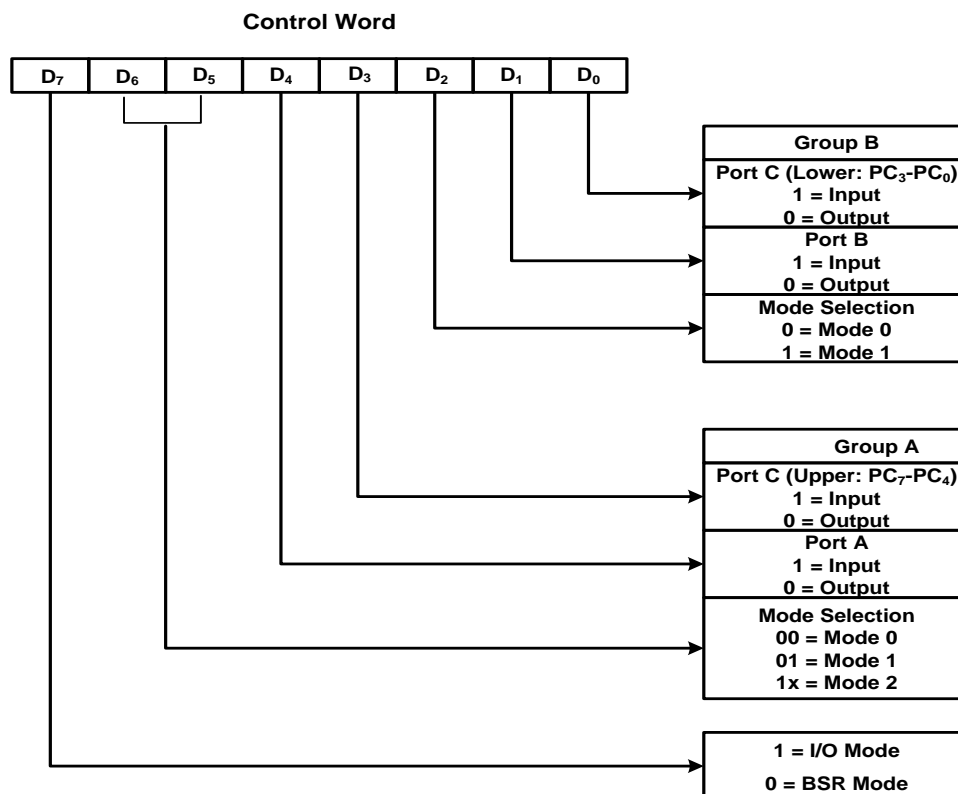 Control Word
D₇ D₆ D₅ D₄ D₃ D₂ D₁ D₀
Group B
Port C (Lower: PC₃-PC₀)
1 = Input
0 = Output
Port B
1 = Input
0 = Output
Mode Selection
0 = Mode 0
1 = Mode 1
Group A
Port C (Upper: PC₇-PC₄)
1 = Input
0 = Output
Port A
1 = Input
0 = Output
Mode Selection
00 = Mode 0
01 = Mode 1
1x = Mode 2
1 = I/O Mode
0 = BSR Mode